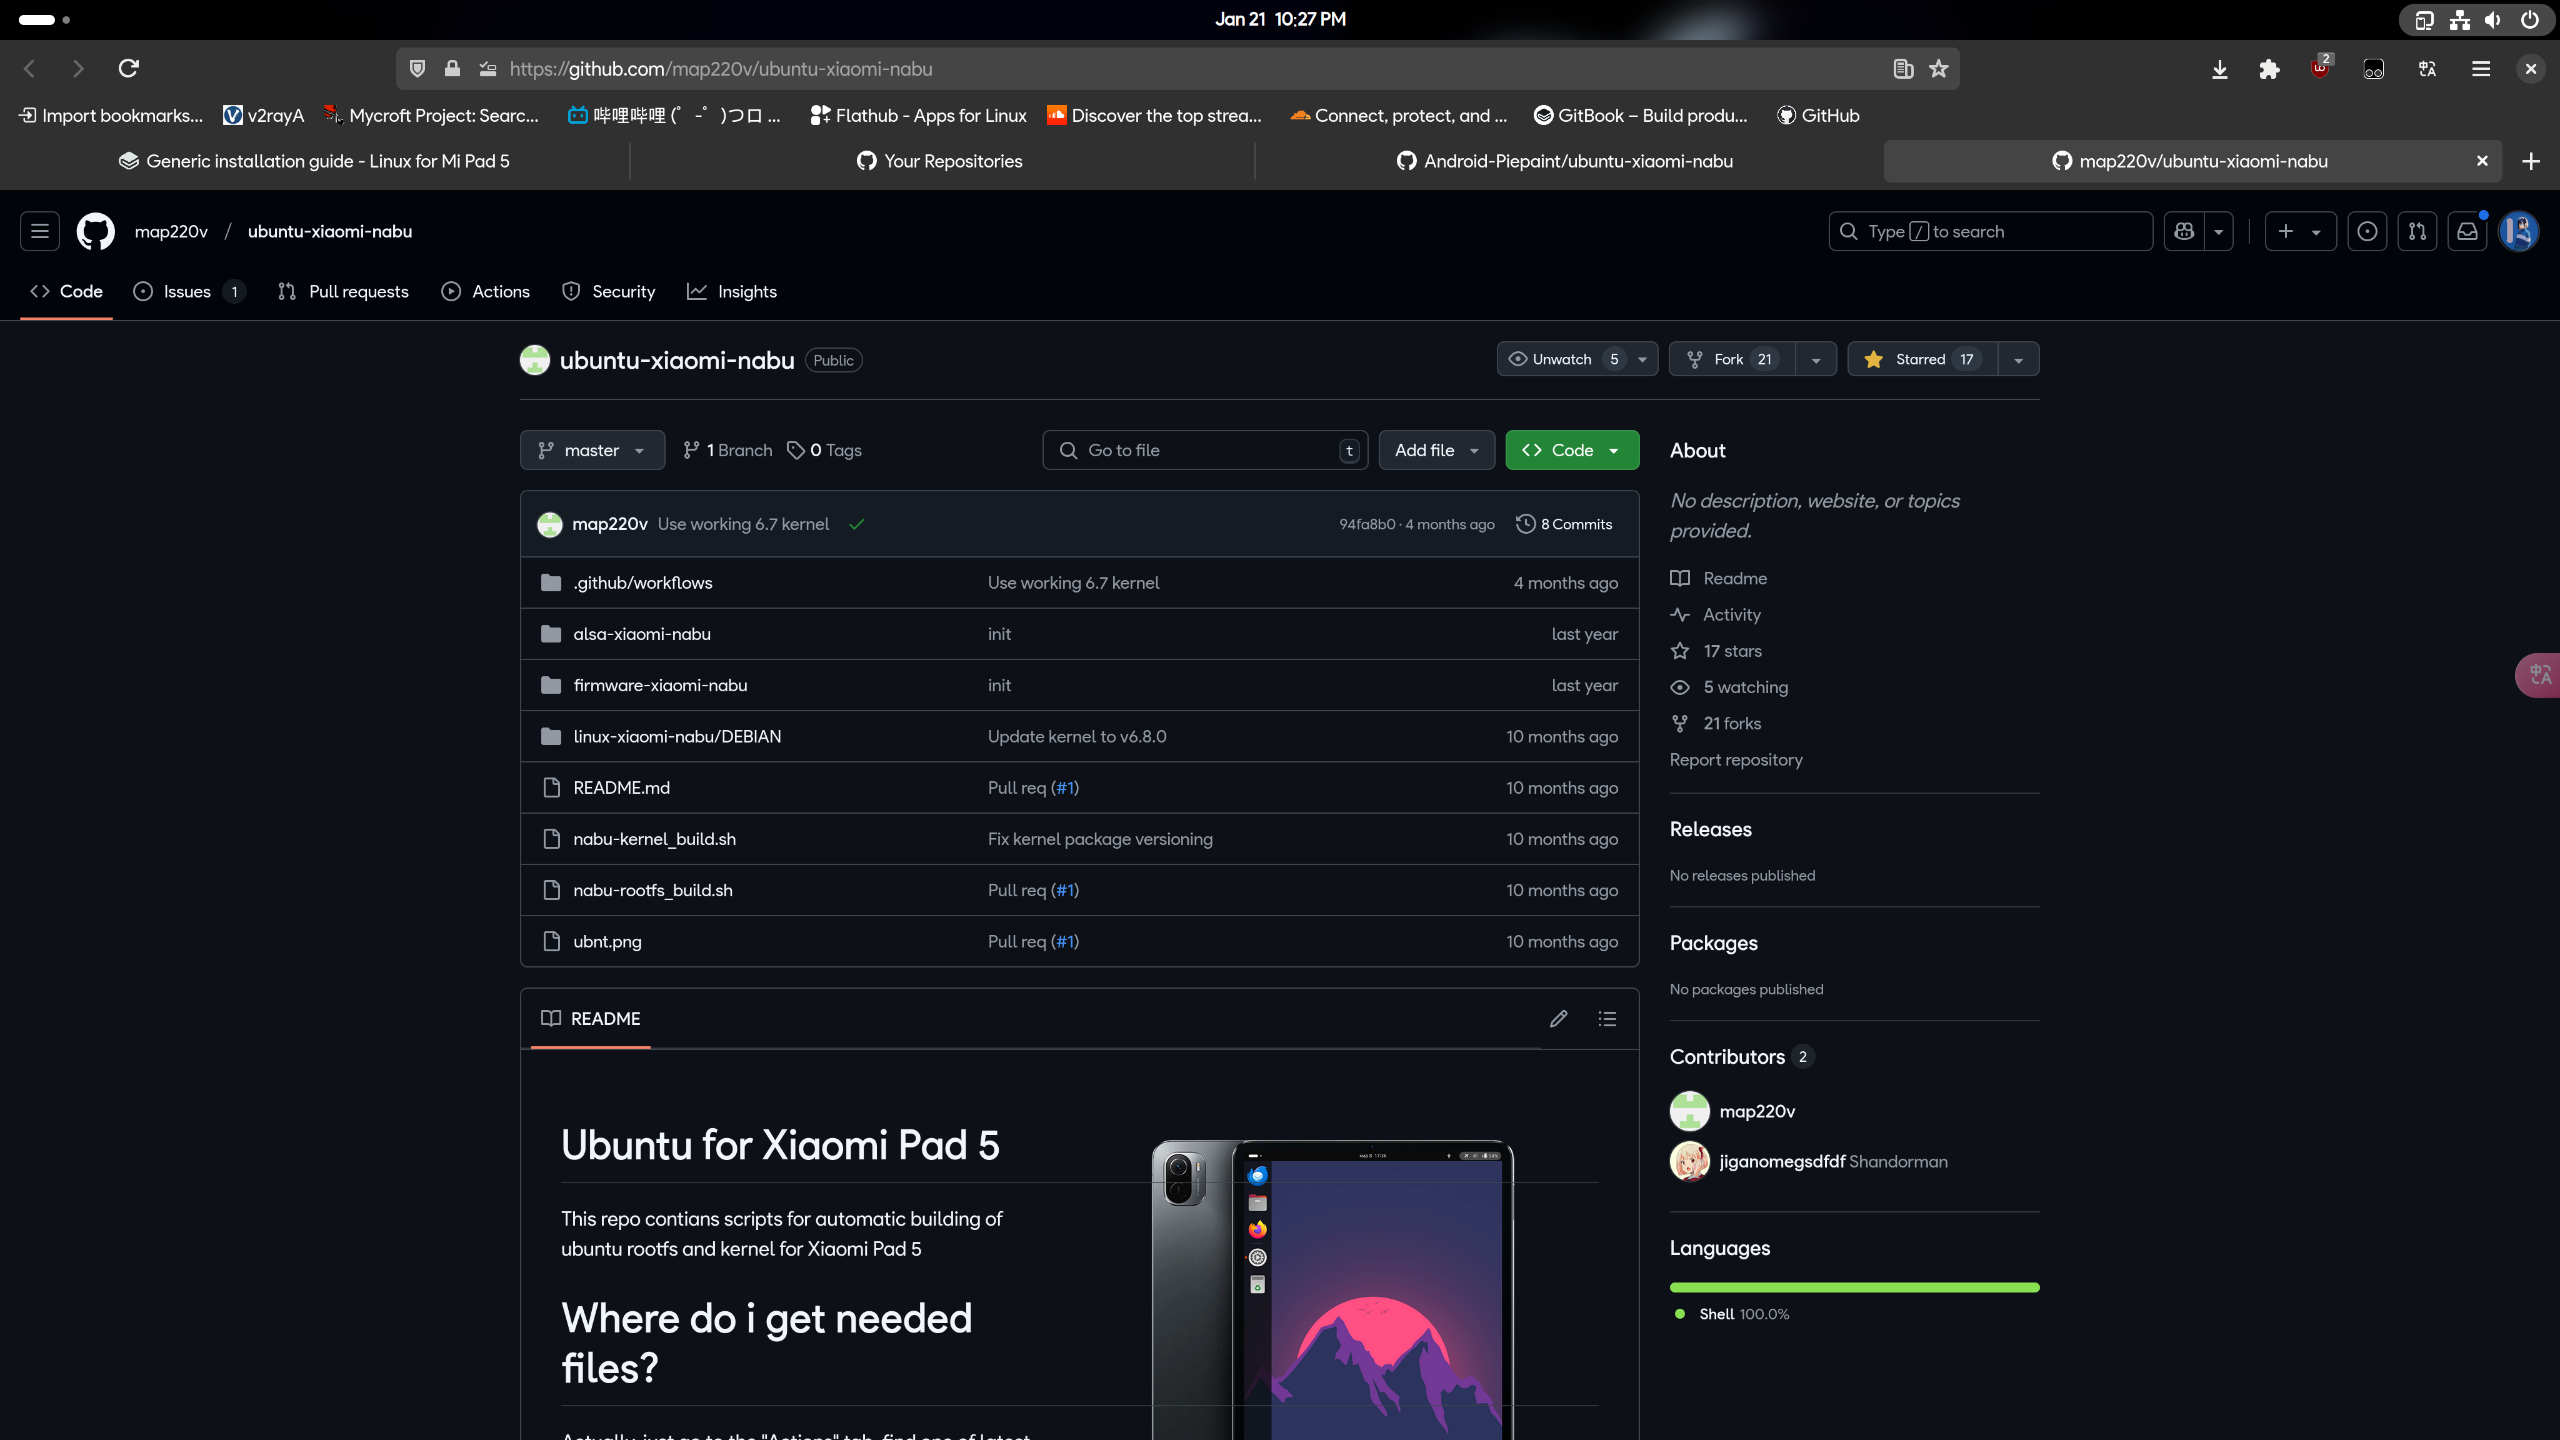 Jan 21 10:27 PM
https://github.com/map220v/ubuntu-xiaomi-nabu
2
Import bookmarks...
v2rayA
Mycroft Project: Searc...
哔哩哔哩 (゜-゜)つロ ...
Flathub - Apps for Linux
Discover the top strea...
Connect, protect, and ...
GitBook – Build produ...
GitHub
Generic installation guide - Linux for Mi Pad 5
Your Repositories
Android-Piepaint/ubuntu-xiaomi-nabu
map220v/ubuntu-xiaomi-nabu
map220v / ubuntu-xiaomi-nabu
Type / to search
Code
Issues 1
Pull requests
Actions
Security
Insights
ubuntu-xiaomi-nabu Public
Unwatch 5
Fork 21
Starred 17
master
1 Branch
0 Tags
Go to file t
Add file
Code
map220v Use working 6.7 kernel
94fa8b0 · 4 months ago
8 Commits
.github/workflows Use working 6.7 kernel 4 months ago
alsa-xiaomi-nabu init last year
firmware-xiaomi-nabu init last year
linux-xiaomi-nabu/DEBIAN Update kernel to v6.8.0 10 months ago
README.md Pull req (#1) 10 months ago
nabu-kernel_build.sh Fix kernel package versioning 10 months ago
nabu-rootfs_build.sh Pull req (#1) 10 months ago
ubnt.png Pull req (#1) 10 months ago
README
Ubuntu for Xiaomi Pad 5
This repo contians scripts for automatic building of
ubuntu rootfs and kernel for Xiaomi Pad 5
Where do i get needed
files?
Actually, just go to the "Actions" tab, find one of latest
About
No description, website, or topics
provided.
Readme
Activity
17 stars
5 watching
21 forks
Report repository
Releases
No releases published
Packages
No packages published
Contributors 2
map220v
jiganomegsdfdf Shandorman
Languages
Shell 100.0%